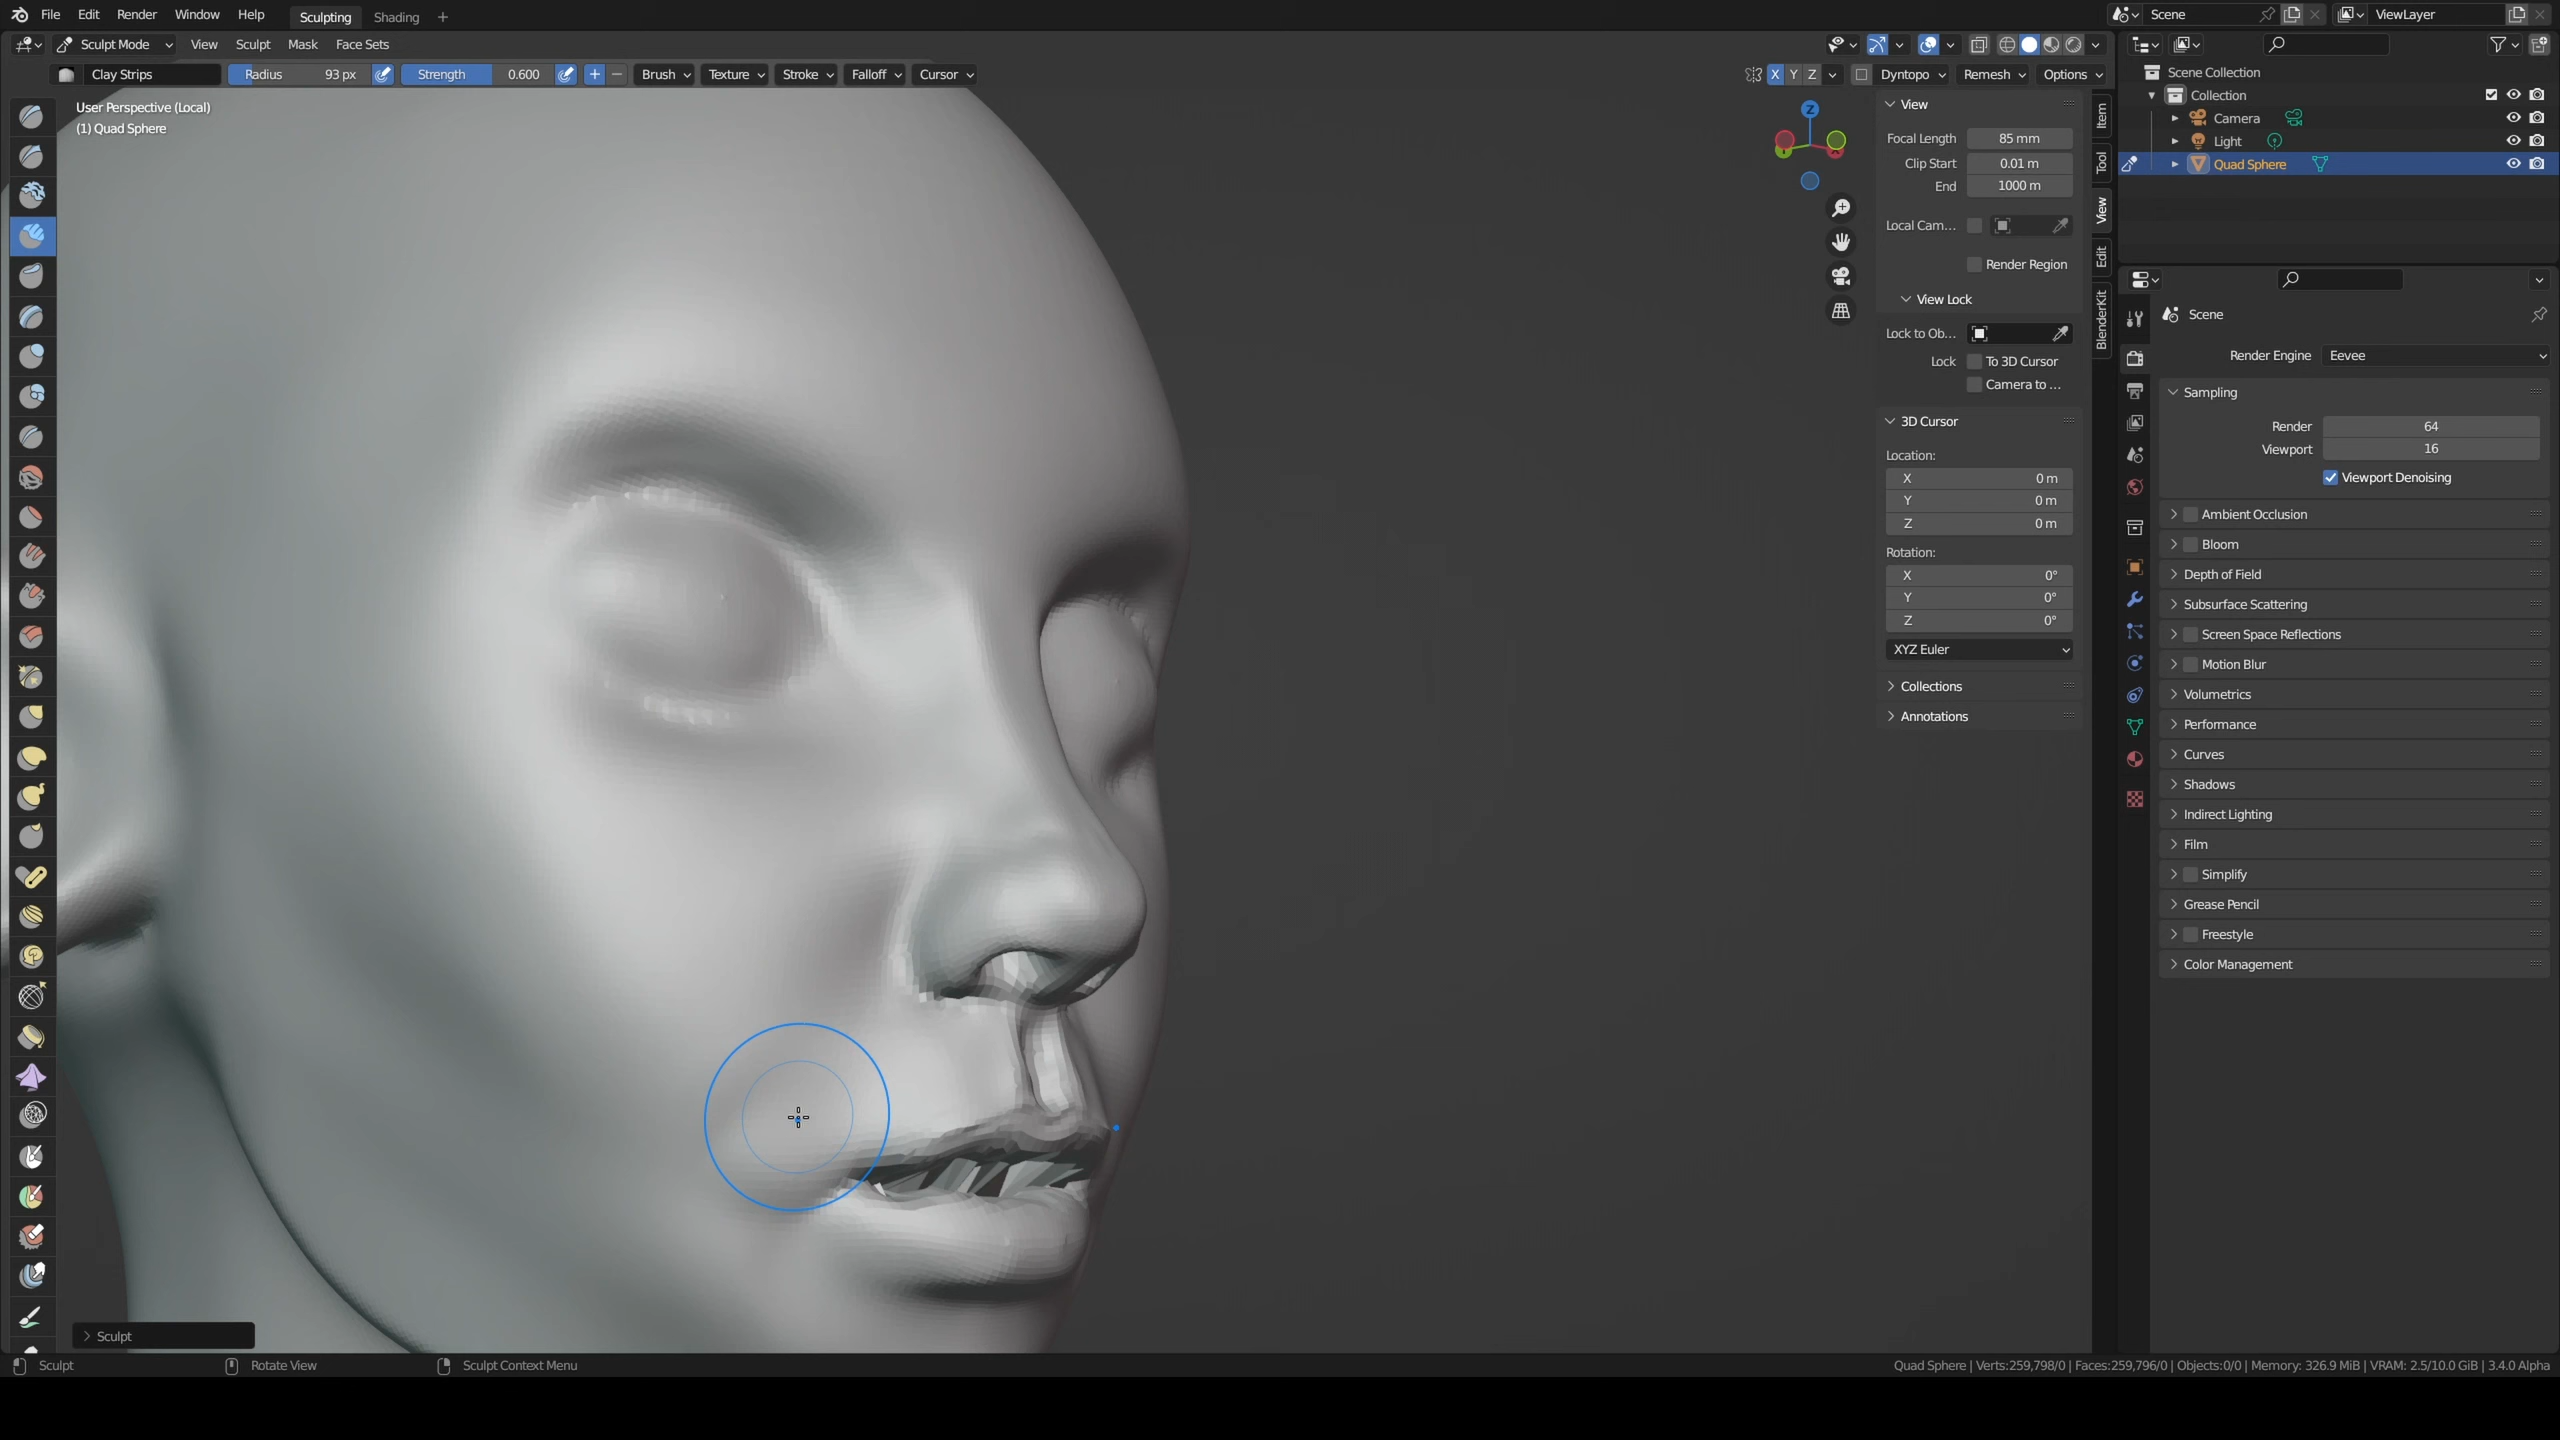 File Edit Render Window Help Sculpting Shading + Scene ViewLayer
Sculpt Mode View Sculpt Mask Face Sets
Clay Strips Radius 93 px Strength 0.600 + − Brush Texture Stroke Falloff Cursor X Y Z Dyntopo Remesh Options
User Perspective (Local)
(1) Quad Sphere
Z
View
Focal Length 85 mm
Clip Start 0.01 m
End 1000 m
Local Cam...
Render Region
View Lock
Lock to Ob...
Lock To 3D Cursor
Camera to ...
3D Cursor
Location:
X 0 m
Y 0 m
Z 0 m
Rotation:
X 0°
Y 0°
Z 0°
XYZ Euler
Collections
Annotations
Item
Tool
View
Edit
BlenderKit
Scene Collection
Collection
Camera
Light
Quad Sphere
Scene
Render Engine Eevee
Sampling
Render 64
Viewport 16
Viewport Denoising
Ambient Occlusion
Bloom
Depth of Field
Subsurface Scattering
Screen Space Reflections
Motion Blur
Volumetrics
Performance
Curves
Shadows
Indirect Lighting
Film
Simplify
Grease Pencil
Freestyle
Color Management
Sculpt
Sculpt Rotate View Sculpt Context Menu Quad Sphere | Verts:259,798/0 | Faces:259,796/0 | Objects:0/0 | Memory: 326.9 MiB | VRAM: 2.5/10.0 GiB | 3.4.0 Alpha